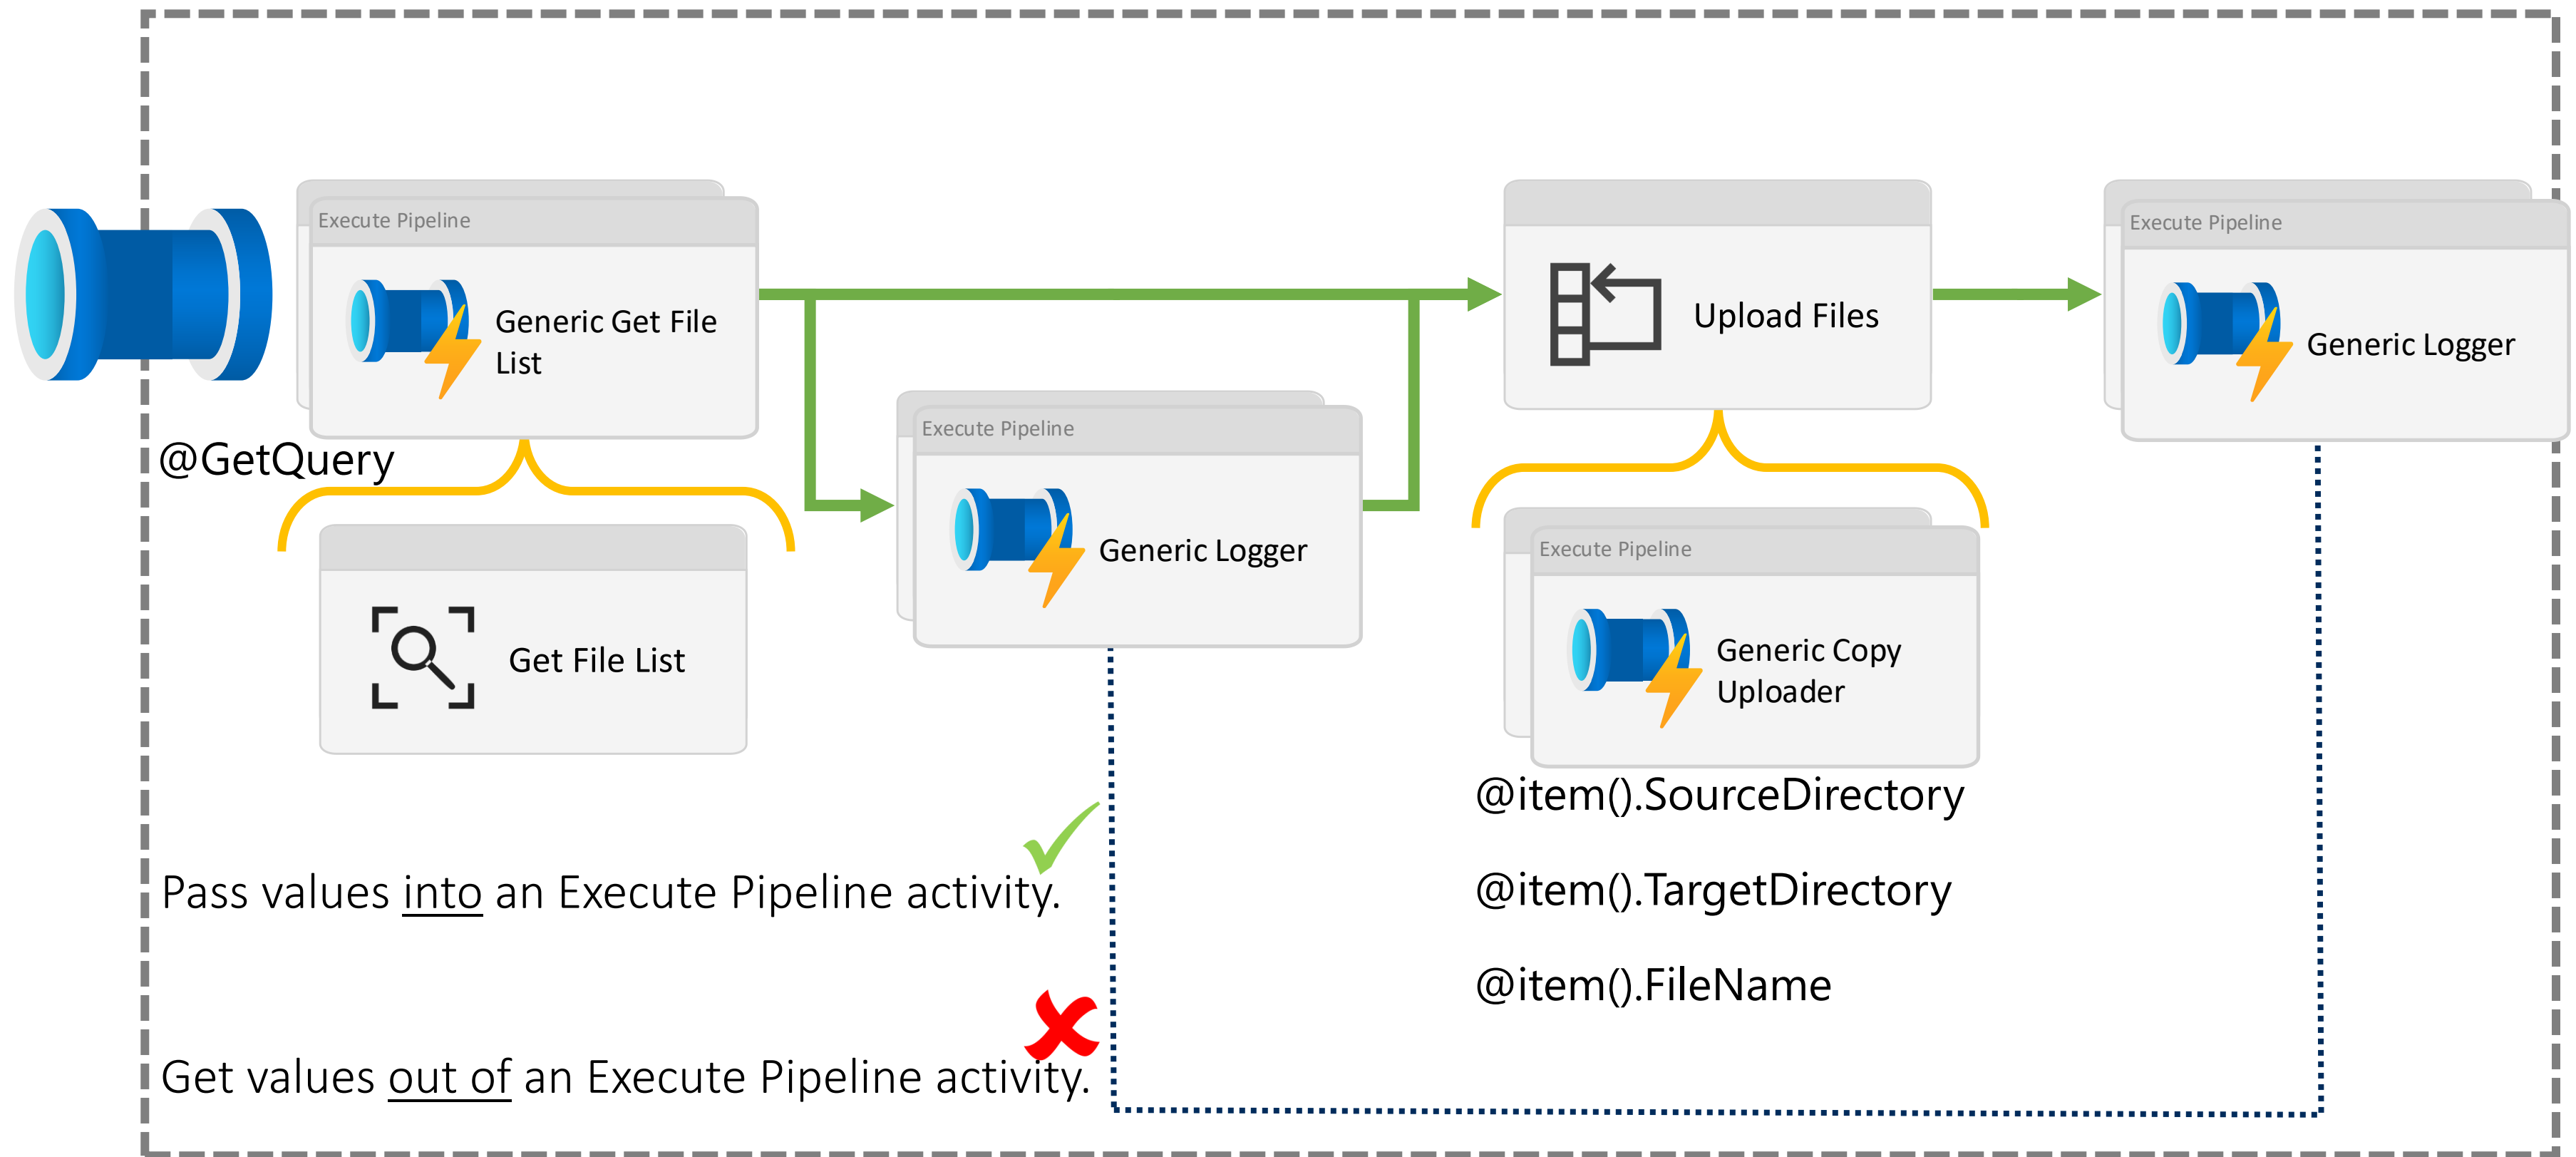 Execute Pipeline
Generic Get File
List
@GetQuery
Get File List
Execute Pipeline
Generic Logger
Upload Files
Execute Pipeline
Generic Copy
Uploader
@item().SourceDirectory
@item().TargetDirectory
@item().FileName
Execute Pipeline
Generic Logger
Pass values into an Execute Pipeline activity.
Get values out of an Execute Pipeline activity.